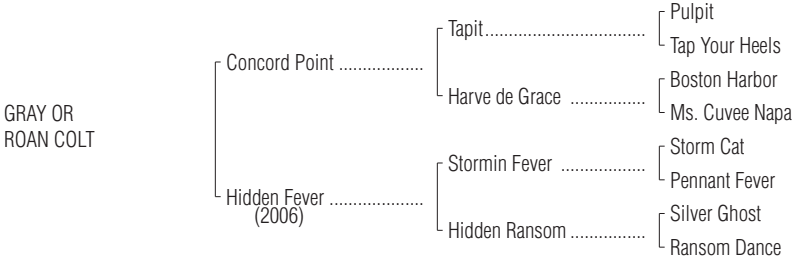 Pulpit
Tapit................................
Tap Your Heels
Concord Point .................
Boston Harbor
Harve de Grace ...............
Ms. Cuvee Napa
GRAY OR
ROAN COLT
Storm Cat
Stormin Fever .................
Pennant Fever
Hidden Fever ...................
(2006)
Silver Ghost
Hidden Ransom ...............
Ransom Dance